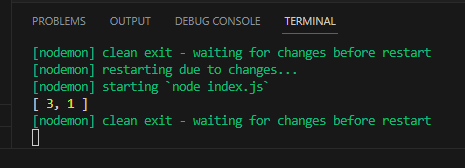 PROBLEMS OUTPUT DEBUG CONSOLE TERMINAL
[nodemon] clean exit - waiting for changes before restart
[nodemon] restarting due to changes...
[nodemon] starting `node index.js`
[ 3, 1 ]
[nodemon] clean exit - waiting for changes before restart